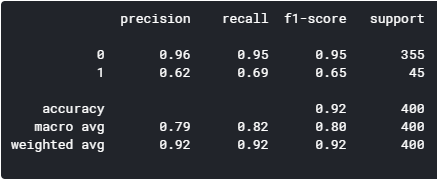 precision recall f1-score support
0 0.96 0.95 0.95 355
1 0.62 0.69 0.65 45
accuracy 0.92 400
macro avg 0.79 0.82 0.80 400
weighted avg 0.92 0.92 0.92 400